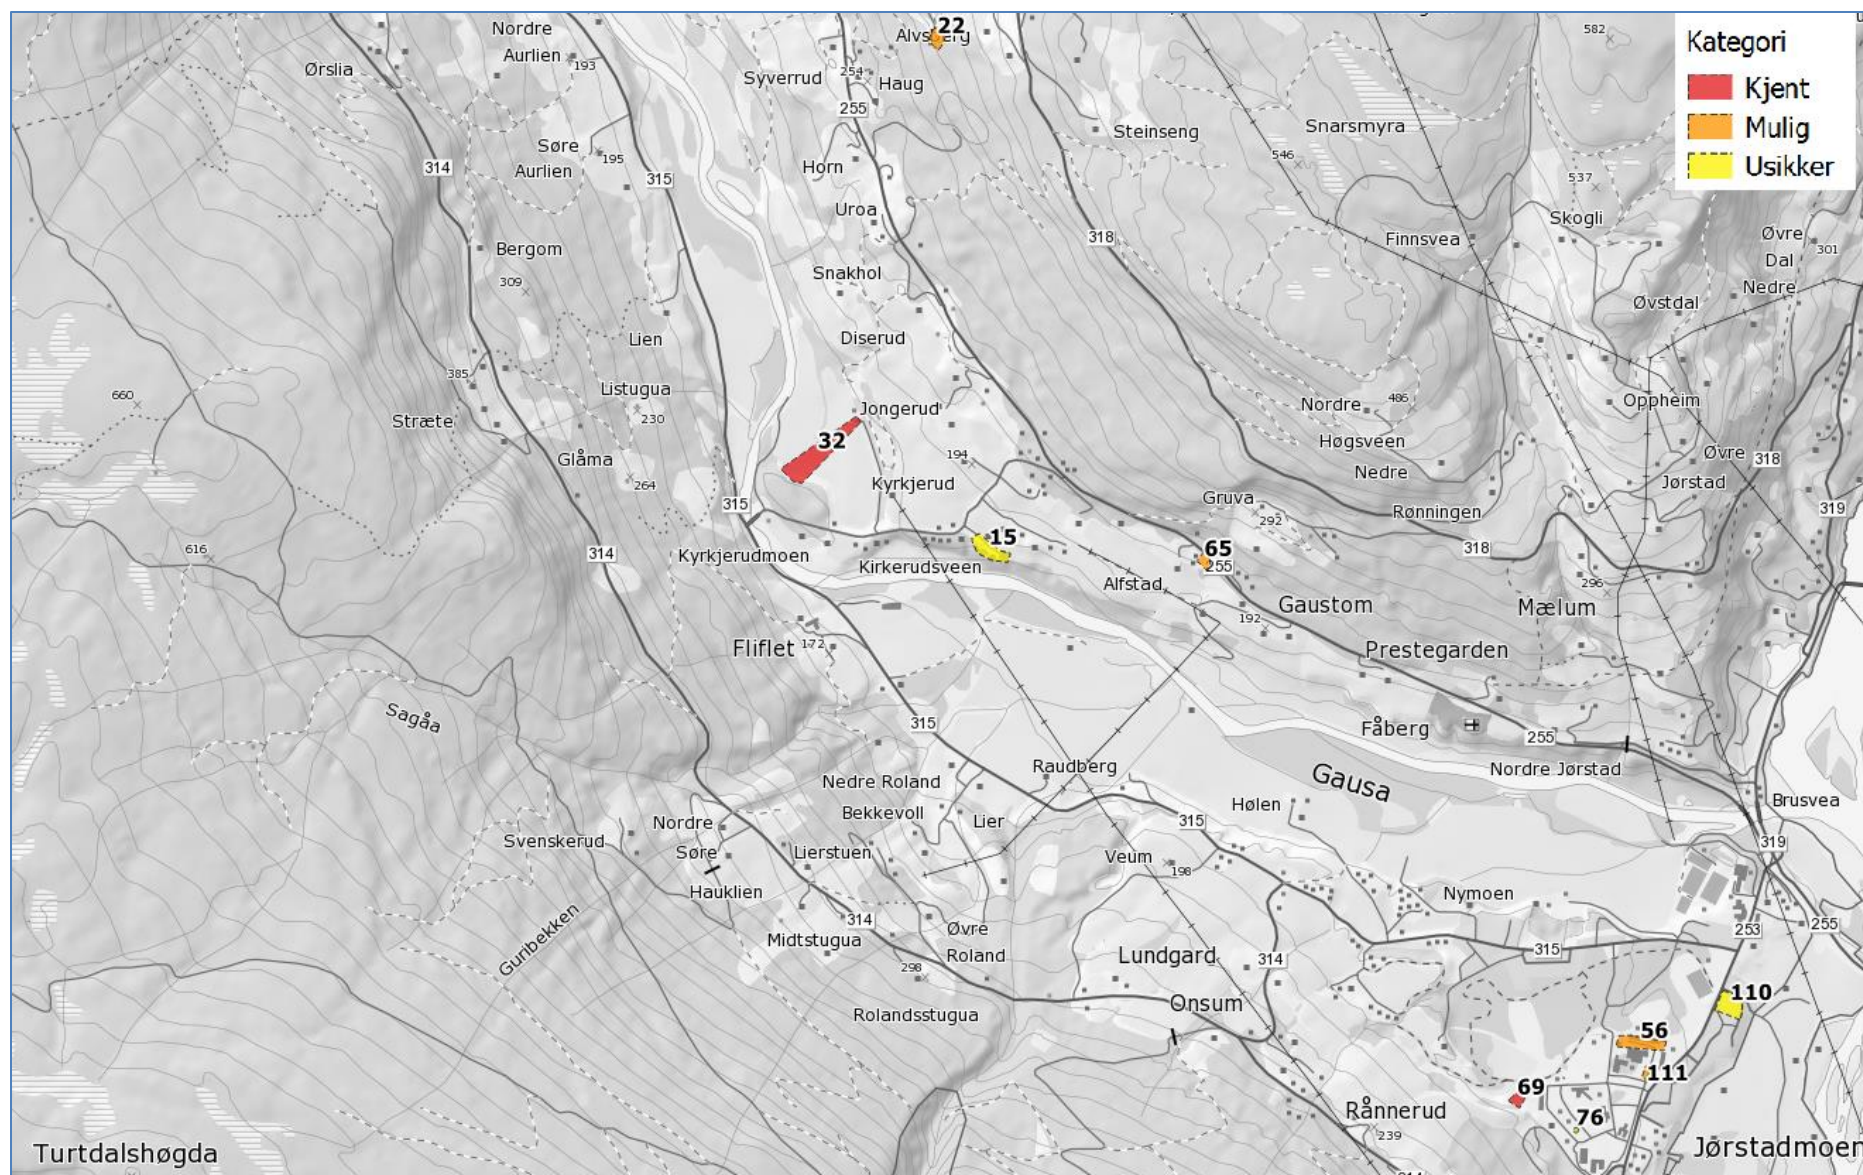 Kategori
Kjent
Mulig
Usikker
22
Alvsberg
582
Nordre
Aurlien
193
Ørslia
Syverrud
254
Haug
255
Steinseng
Snarsmyra
546
537
Søre
Aurlien
195
314
315
Horn
Uroa
Skogli
Finnsvea
Øvre
Dal
301
Nedre
318
Bergom
309
Snakhol
Øvstdal
Lien
Diserud
385
Listugua
230
660
Stræte
Jongerud
32
Nordre
486
Oppheim
Høgsveen
Nedre
Øvre
318
Jørstad
Glåma
264
194
Kyrkjerud
315
Gruva
292
Rønningen
319
616
314
Kyrkjerudmoen
15
Kirkerudsveen
65
255
318
Alfstad
296
Gaustom
Mælum
192
Fliflet
172
Prestegarden
Sagåa
315
Fåberg
255
Nordre Jørstad
Raudberg
Gausa
Nedre Roland
Bekkevoll
Hølen
Brusvea
Nordre
Lier
315
319
Svenskerud
Søre
Lierstuen
Veum
198
Hauklien
Nymoen
314
Guribekken
Øvre
Roland
253
255
Midtstugua
298
Lundgard
314
315
Onsum
110
Rolandsstugua
56
111
69
76
Rånnerud
239
Turtdalshøgda
Jørstadmoen